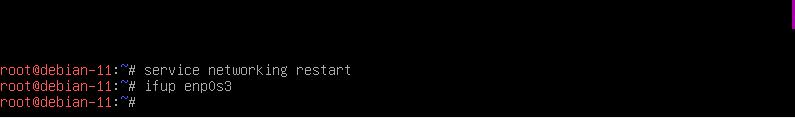 root@debian-11:~# service networking restart
root@debian-11:~# ifup enp0s3
root@debian-11:~#